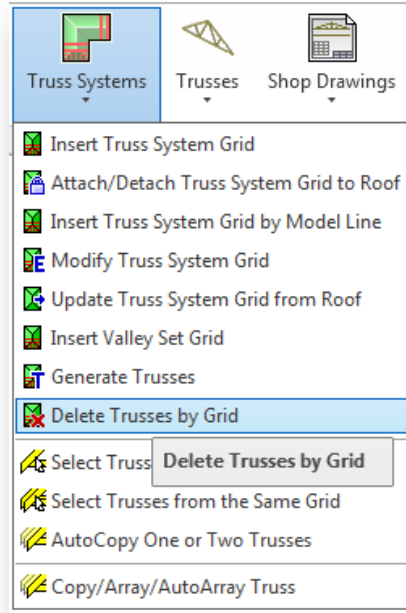 Truss Systems Trusses Shop Drawings
Insert Truss System Grid
Attach/Detach Truss System Grid to Roof
Insert Truss System Grid by Model Line
Modify Truss System Grid
Update Truss System Grid from Roof
Insert Valley Set Grid
Generate Trusses
Delete Trusses by Grid
Select Truss
Delete Trusses by Grid
Select Trusses from the Same Grid
AutoCopy One or Two Trusses
Copy/Array/AutoArray Truss